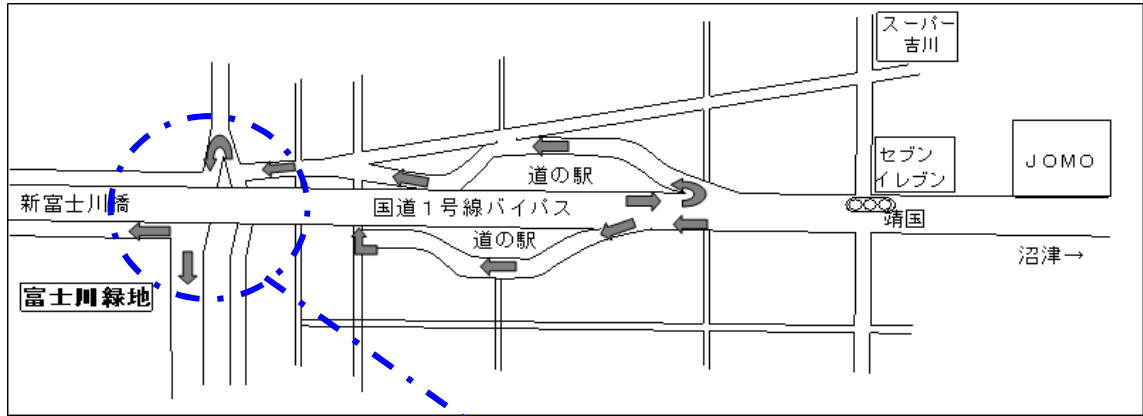 スーパー
吉川
セブン
イレブン
JOMO
道の駅
新富士川橋
国道1号線バイパス
靖国
道の駅
沼津→
富士川緑地